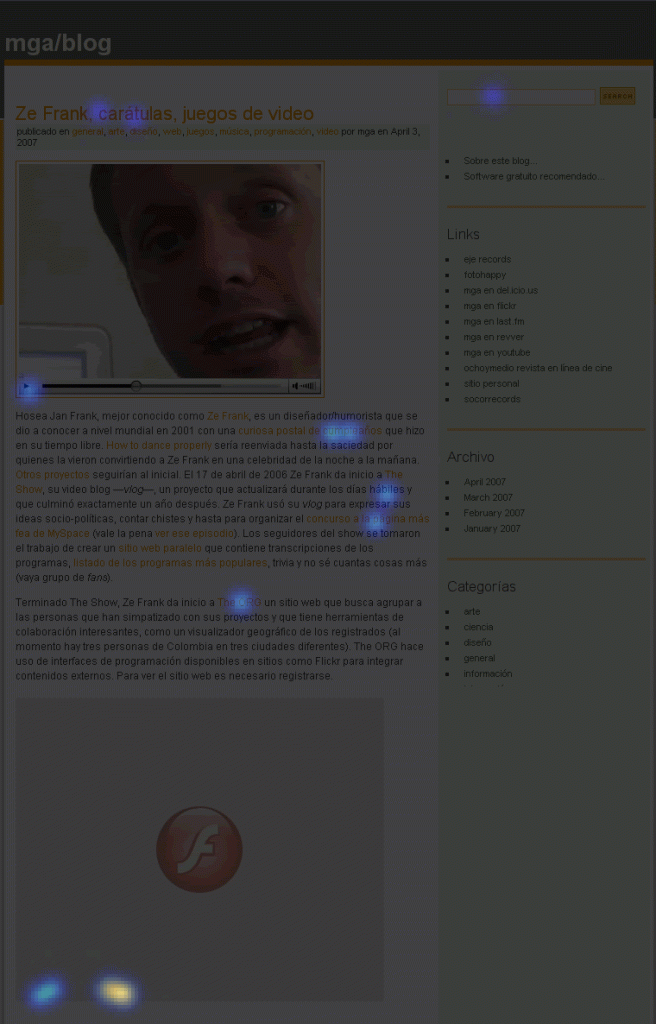 mga/blog
Ze Frank, carátulas, juegos de video
publicado en general, arte, diseño, web, juegos, música, programación, video por mga en April 3,
2007
Hosea Jan Frank, mejor conocido como Ze Frank, es un diseñador/humorista que se
dio a conocer a nivel mundial en 2001 con una curiosa postal de años que hizo
en su tiempo libre. How to dance properly sería reenviada hasta la saciedad por
quienes la vieron convirtiendo a Ze Frank en una celebridad de la noche a la mañana.
Otros proyectos seguirían al inicial. El 17 de abril de 2006 Ze Frank da inicio a The
Show, su video blog —vlog—, un proyecto que actualizará durante los días hábiles y
que culminó exactamente un año después. Ze Frank usó su vlog para expresar sus
ideas socio-políticas, contar chistes y hasta para organizar el concurso a la página más
fea de MySpace (vale la pena ver ese episodio). Los seguidores del show se tomaron
el trabajo de crear un sitio web paralelo que contiene transcripciones de los
programas, listado de los programas más populares, trivia y no sé cuantas cosas más
(vaya grupo de fans).
Terminado The Show, Ze Frank da inicio a The ORG un sitio web que busca agrupar a
las personas que han simpatizado con sus proyectos y que tiene herramientas de
colaboración interesantes, como un visualizador geográfico de los registrados (al
momento hay tres personas de Colombia en tres ciudades diferentes). The ORG hace
uso de interfaces de programación disponibles en sitios como Flickr para integrar
contenidos externos. Para ver el sitio web es necesario registrarse.
SEARCH
Sobre este blog...
Software gratuito recomendado...
Links
eje records
fotohappy
mga en del.icio.us
mga en flickr
mga en last.fm
mga en revver
mga en youtube
ochoymedio revista en línea de cine
sitio personal
socorrecords
Archivo
April 2007
March 2007
February 2007
January 2007
Categorías
arte
ciencia
diseño
general
información